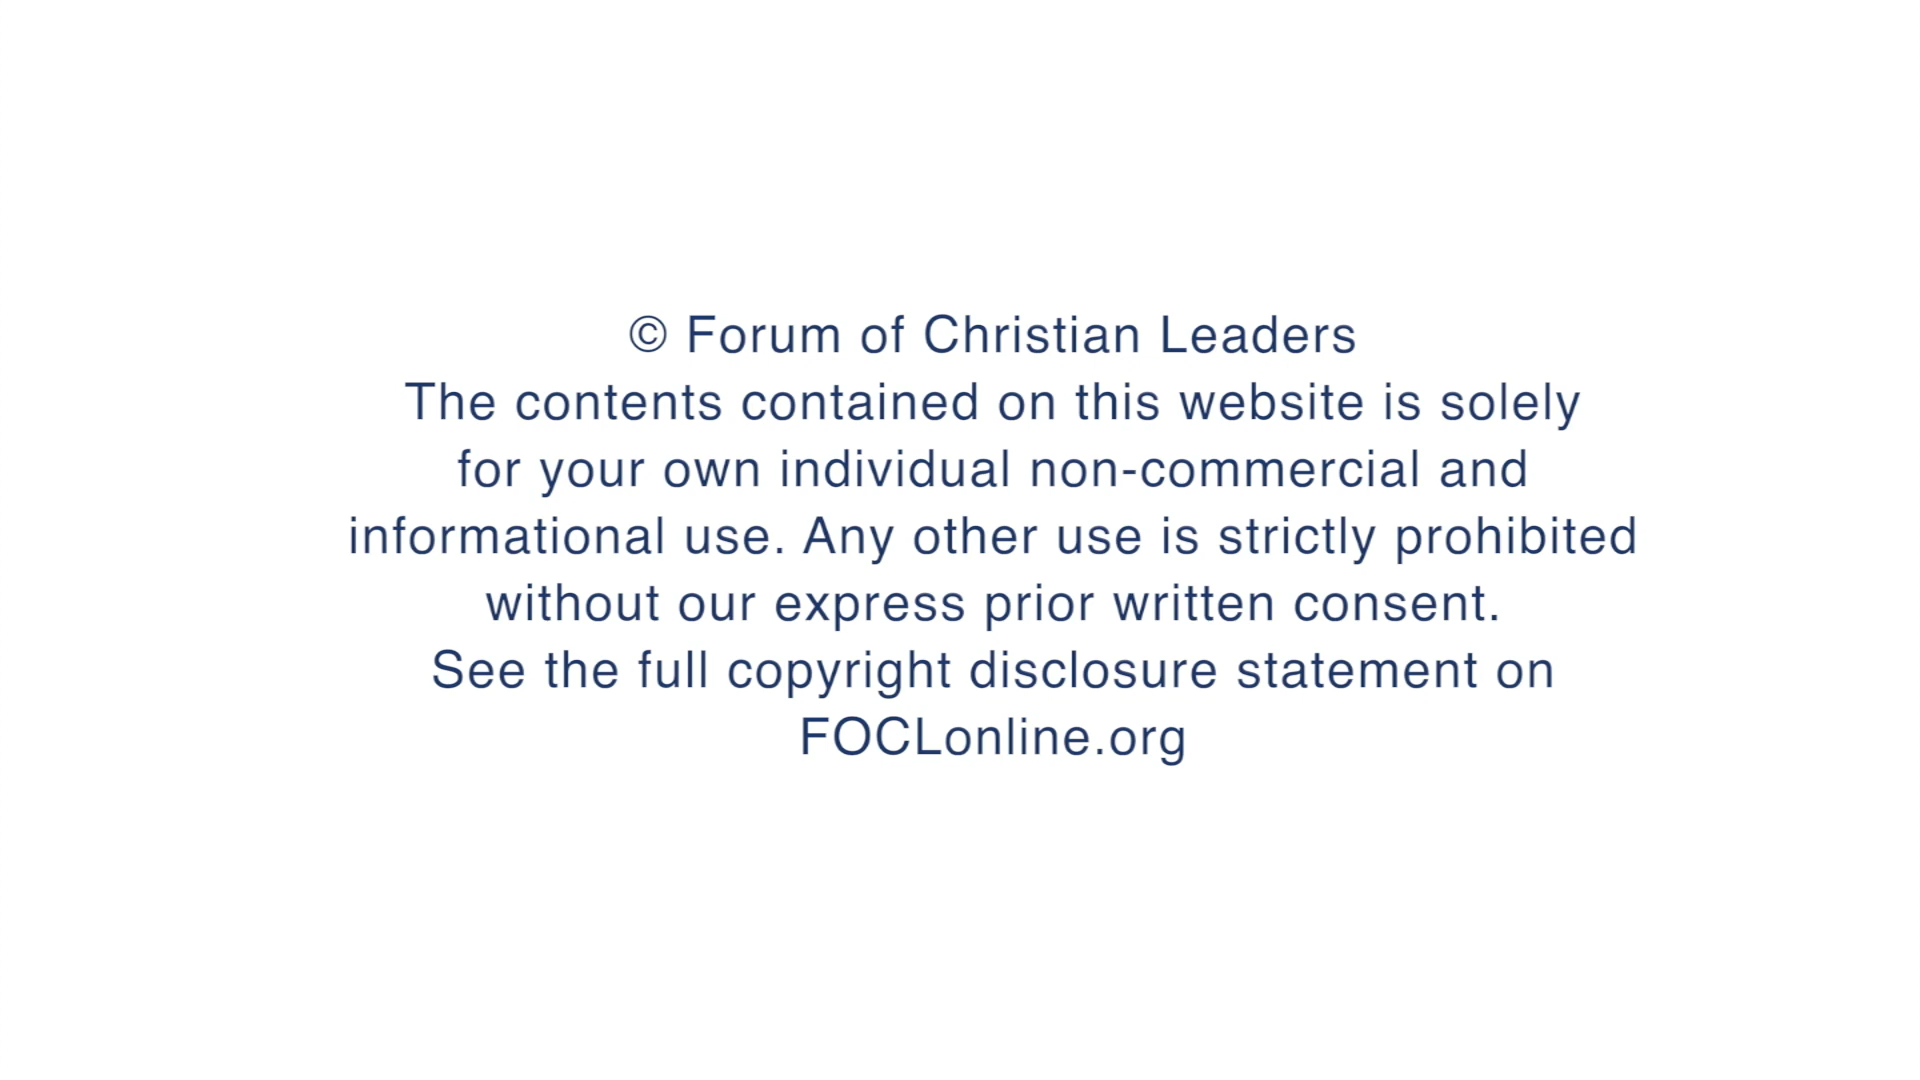 © Forum of Christian Leaders
The contents contained on this website is solely
for your own individual non-commercial and
informational use. Any other use is strictly prohibited
without our express prior written consent.
See the full copyright disclosure statement on
FOCLonline.org